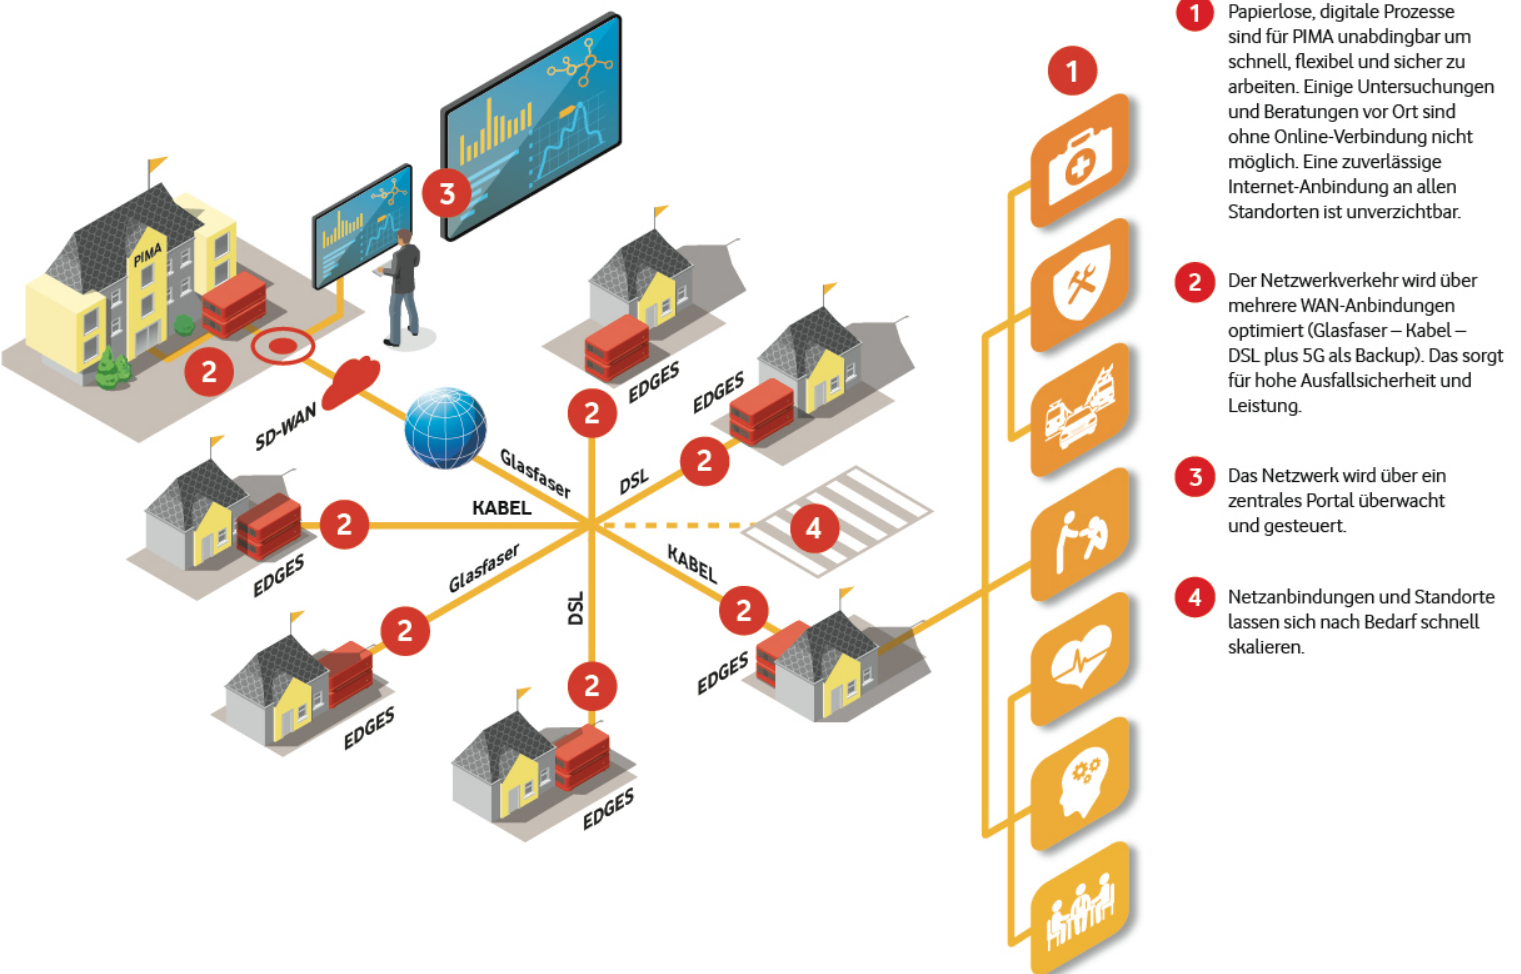 1
Papierlose, digitale Prozesse
sind für PIMA unabdingbar um
schnell, flexibel und sicher zu
arbeiten. Einige Untersuchungen
und Beratungen vor Ort sind
ohne Online-Verbindung nicht
möglich. Eine zuverlässige
Internet-Anbindung an allen
Standorten ist unverzichtbar.
2
Der Netzwerkverkehr wird über
mehrere WAN-Anbindungen
optimiert (Glasfaser – Kabel –
DSL plus 5G als Backup). Das sorgt
für hohe Ausfallsicherheit und
Leistung.
3
Das Netzwerk wird über ein
zentrales Portal überwacht
und gesteuert.
4
Netzanbindungen und Standorte
lassen sich nach Bedarf schnell
skalieren.
1
3
PIMA
2
SD-WAN
EDGES
2
EDGES
2
DSL
Glasfaser
KABEL
2
EDGES
4
Glasfaser
2
EDGES
DSL
2
EDGES
KABEL
2
EDGES